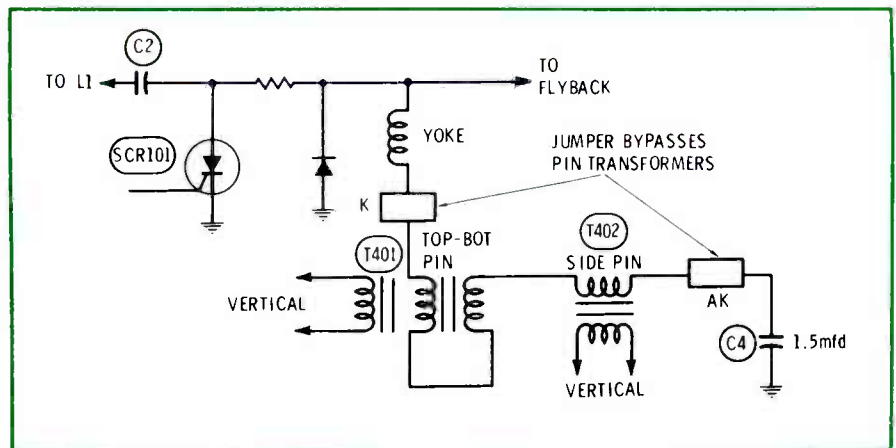 C2
TO L1
TO
FLYBACK
YOKE
JUMPER BYPASSES
PIN TRANSFORMERS
SCR101
K
T401
TOP-BOT
PIN
T402
SIDE PIN
VERTICAL
AK
C4
1.5mfd
VERTICAL